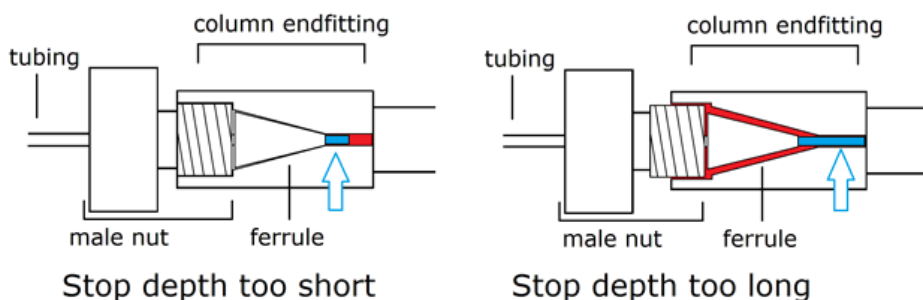 column endfitting
tubing
male nut
ferrule
Stop depth too short
column endfitting
tubing
male nut
ferrule
Stop depth too long